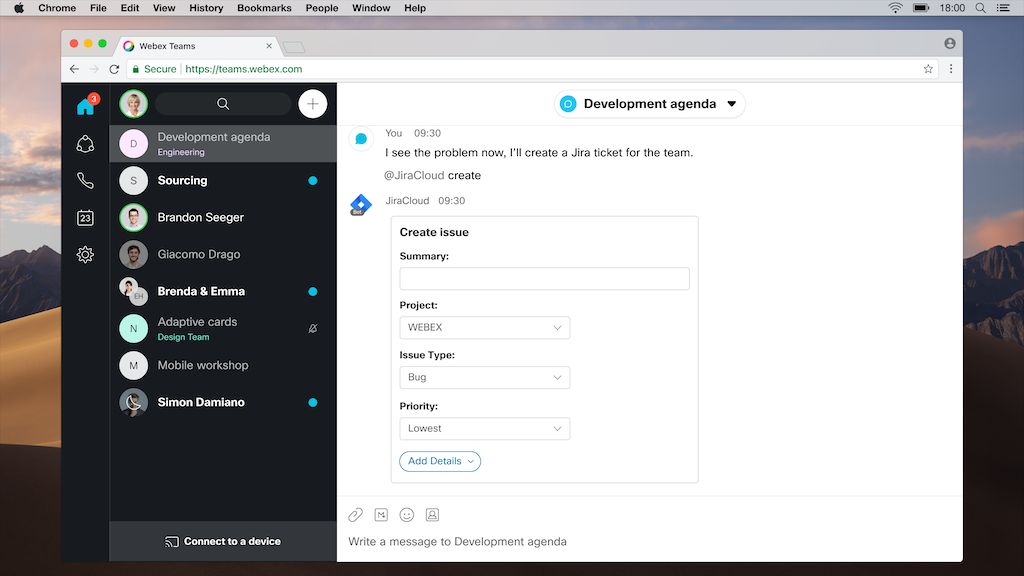 Chrome File Edit View History Bookmarks People Window Help 18:00
Webex Teams
Secure https://teams.webex.com
3
23
Development agenda
D
Engineering
S Sourcing
Brandon Seeger
Giacomo Drago
EH Brenda & Emma
N Adaptive cards
Design Team
M Mobile workshop
Simon Damiano
Connect to a device
Development agenda
You 09:30
I see the problem now, I'll create a Jira ticket for the team.
@JiraCloud create
JiraCloud 09:30
Bot
Create issue
Summary:
Project:
WEBEX
Issue Type:
Bug
Priority:
Lowest
Add Details
M
Write a message to Development agenda